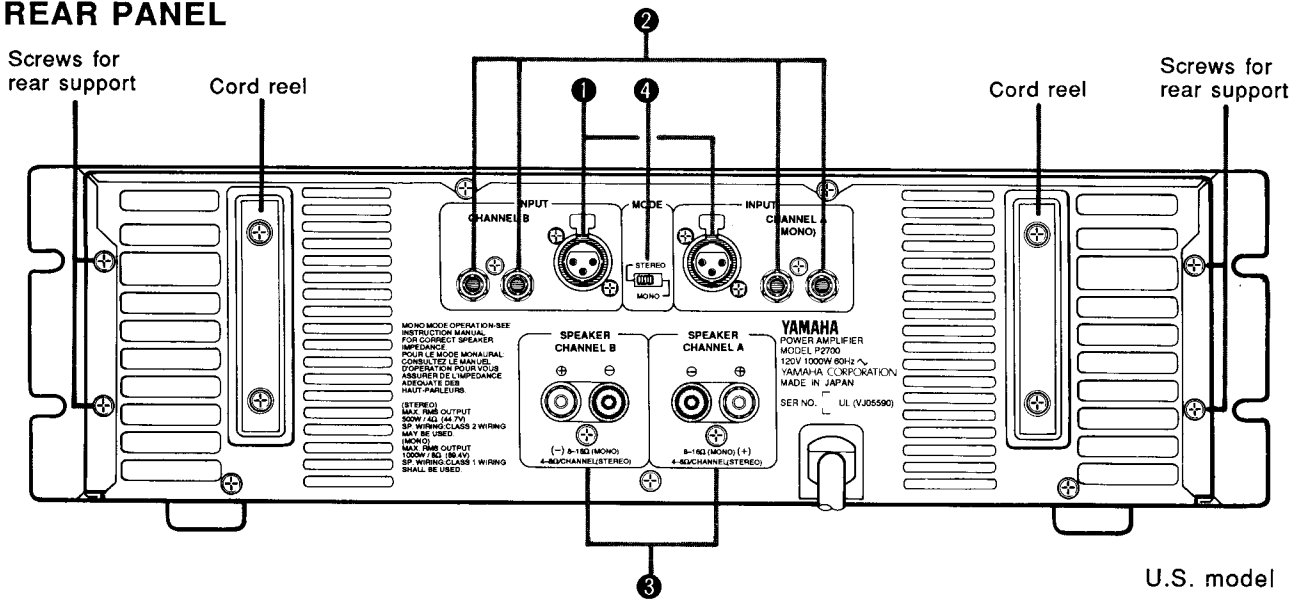 REAR PANEL
Screws for
rear support
Cord reel
2
1
4
Cord reel
Screws for
rear support
INPUT
CHANNEL B
MODE
STEREO
MONO
INPUT
CHANNEL A
(MONO)
MONO MODE OPERATION-SEE
INSTRUCTION MANUAL
FOR CORRECT SPEAKER
IMPEDANCE.
POUR LE MODE MONAURAL
CONSULTEZ LE MANUEL
D'OPERATION POUR VOUS
ASSURER DE L'IMPEDANCE
ADEQUATE DES
HAUT-PARLEURS.
(STEREO)
MAX. RMS OUTPUT
500W / 4Ω (44.7V)
SP. WIRING:CLASS 2 WIRING
MAY BE USED.
(MONO)
MAX. RMS OUTPUT
1000W / 8Ω (89.4V)
SP. WIRING:CLASS 1 WIRING
SHALL BE USED.
SPEAKER
CHANNEL B
⊕ ⊖
(−) 8-16Ω (MONO)
4-8Ω/CHANNEL(STEREO)
SPEAKER
CHANNEL A
⊖ ⊕
8-16Ω (MONO) (+)
4-8Ω/CHANNEL(STEREO)
YAMAHA
POWER AMPLIFIER
MODEL P2700
120V 1000W 60Hz ∿
YAMAHA CORPORATION
MADE IN JAPAN
SER NO. UL (VJ05590)
3
U.S. model